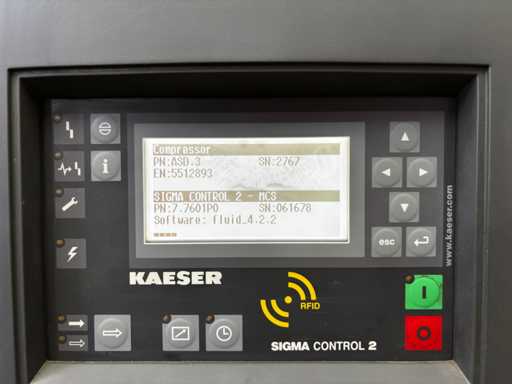 Compressor
PN:ASD.3 SN:2767
EN:5512893
SIGMA CONTROL 2 - MCS
PN:7.7601P0 SN:061678
Software: fluid_4.2.2
esc
www.kaeser.com
KAESER
RFID
SIGMA CONTROL 2